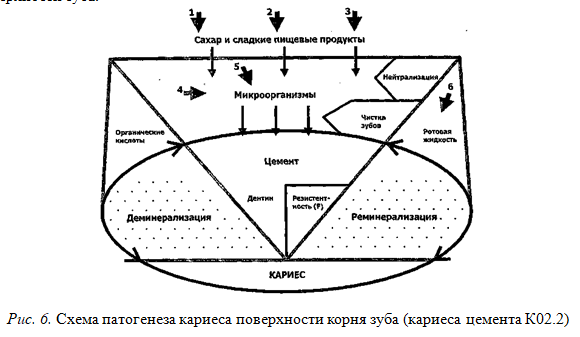 1 2 3
Сахар и сладкие пищевые продукты
5 Нейтрализация
4 Микроорганизмы 6
Чистка
зубов
Органические
кислоты
Ротовая
жидкость
Цемент
Дентин
Резистент-
ность (F)
Деминерализация
Реминерализация
КАРИЕС
Рис. 6. Схема патогенеза кариеса поверхности корня зуба (кариеса цемента К02.2)